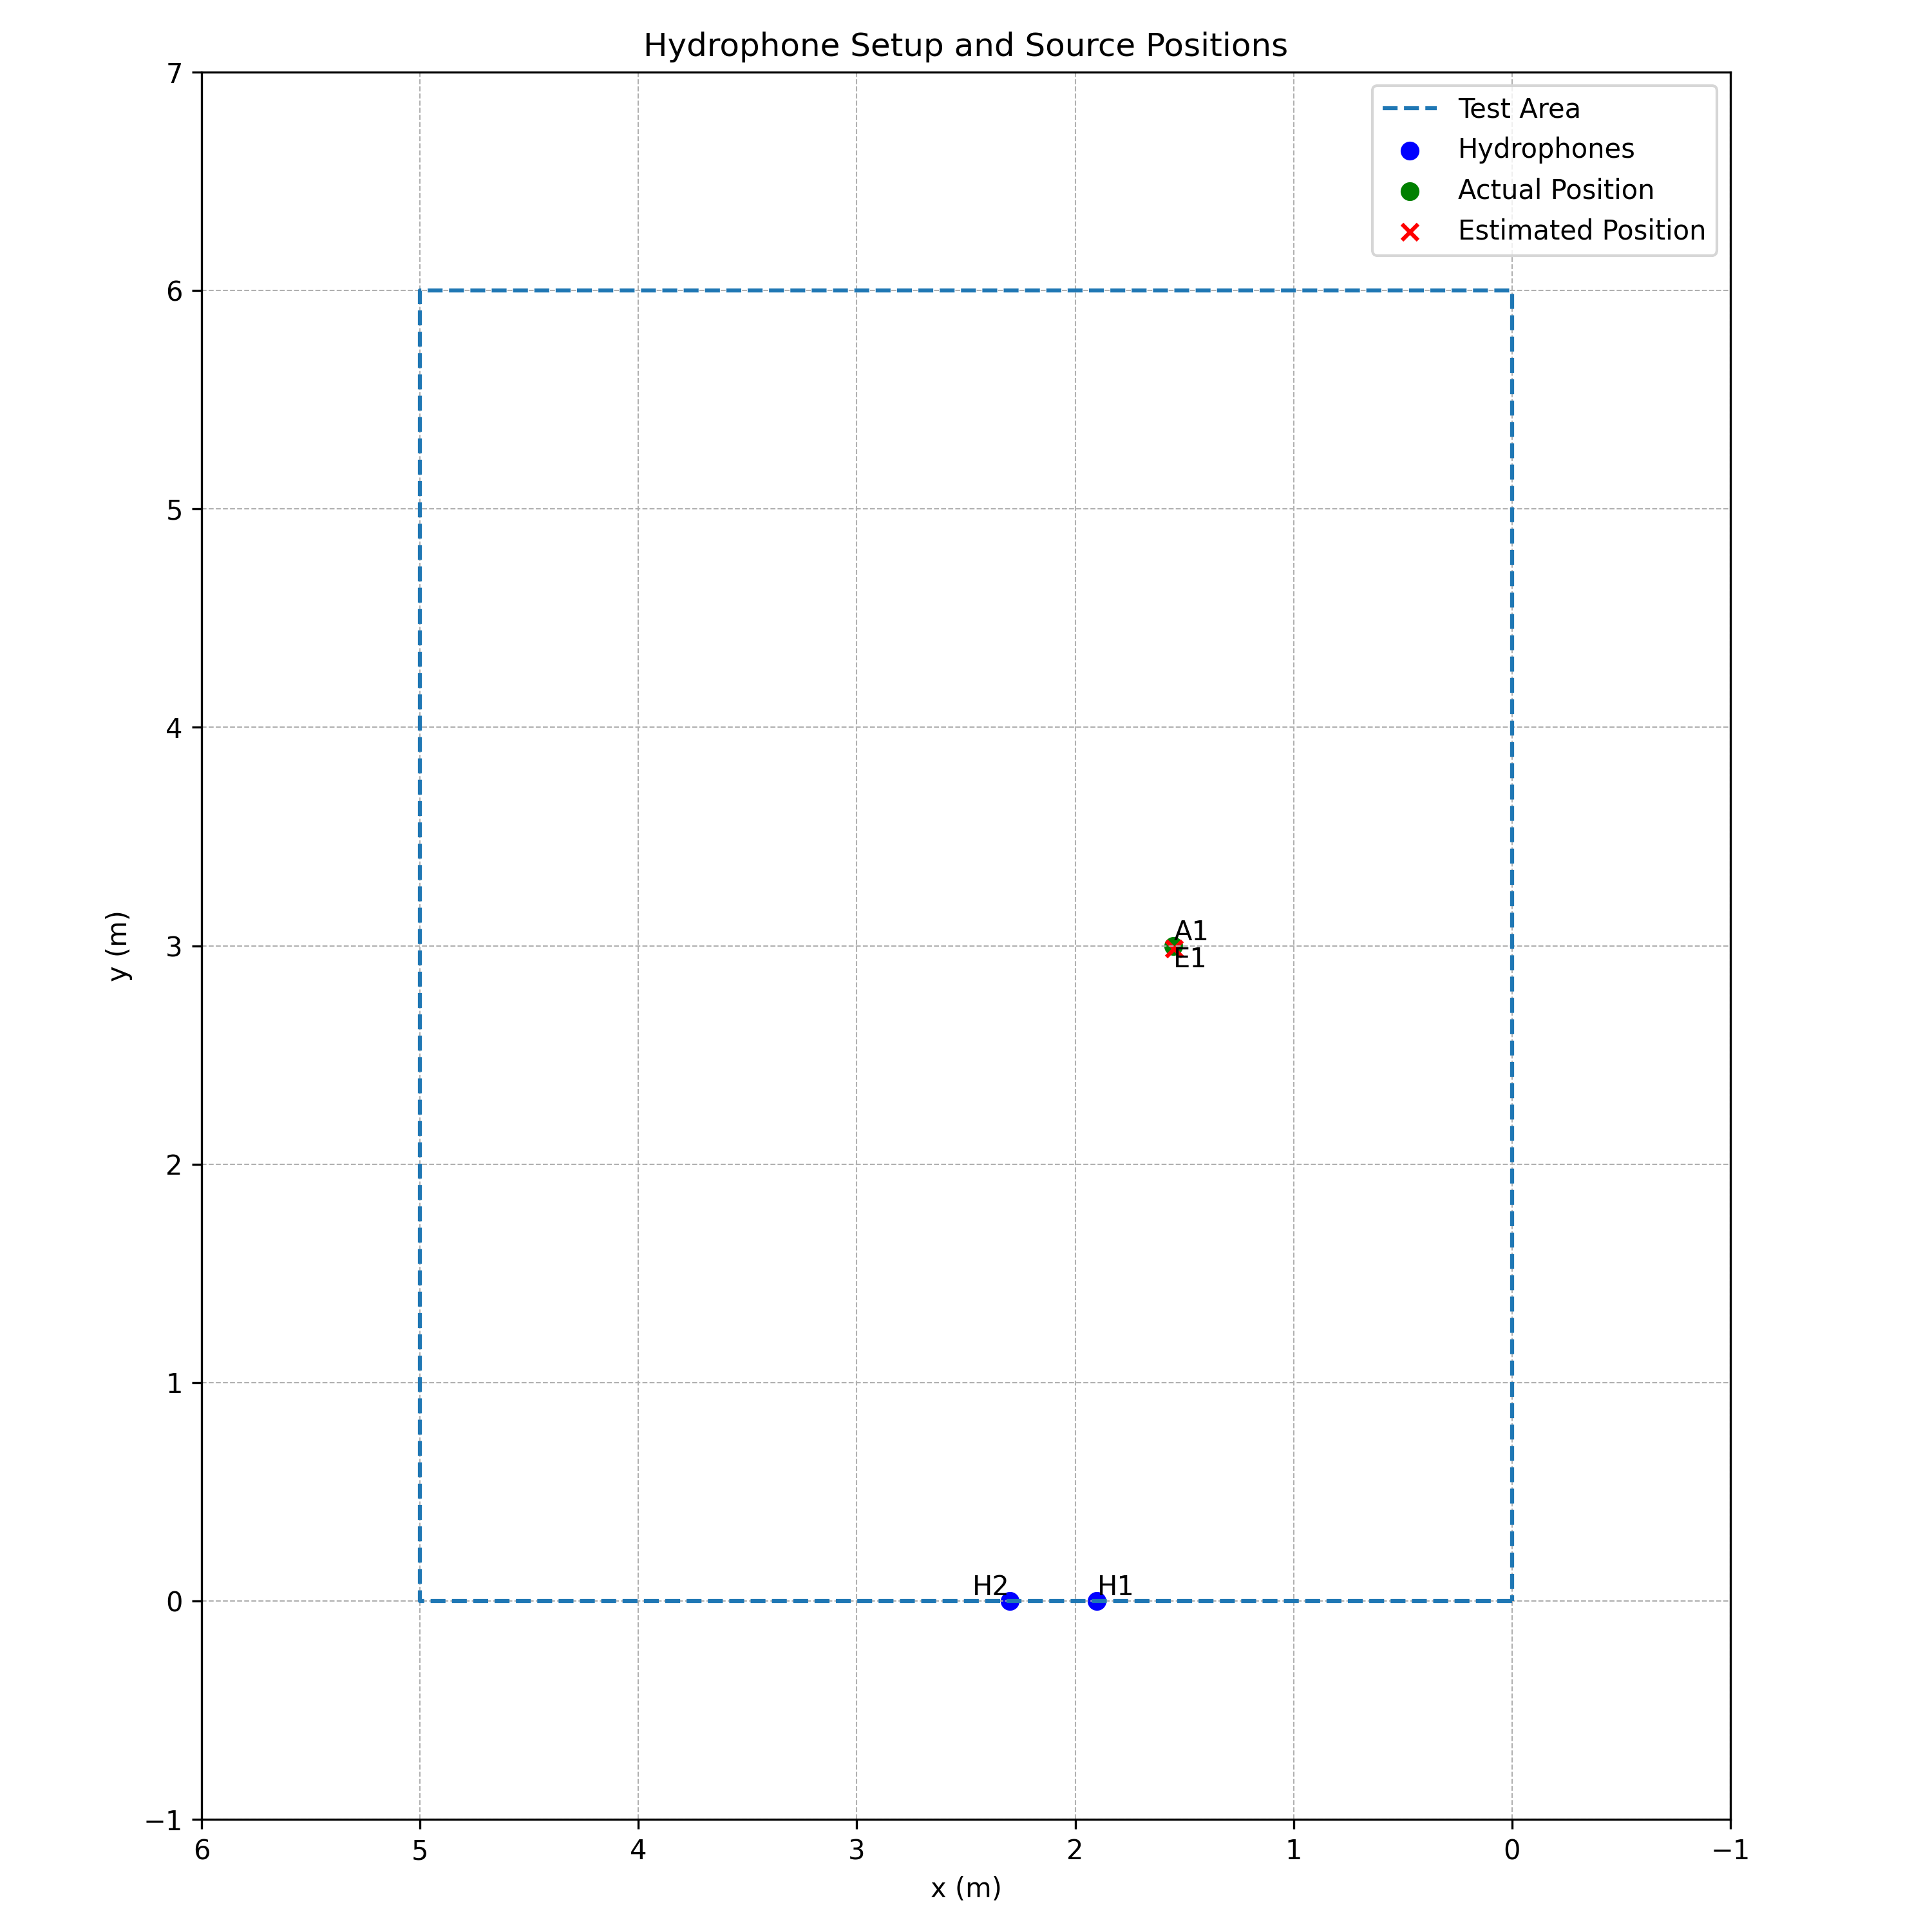 Hydrophone Setup and Source Positions
7
6
5
4
3
2
1
0
−1
y (m)
Test Area
Hydrophones
Actual Position
Estimated Position
A1
E1
H2 H1
6 5 4 3 2 1 0 −1
x (m)